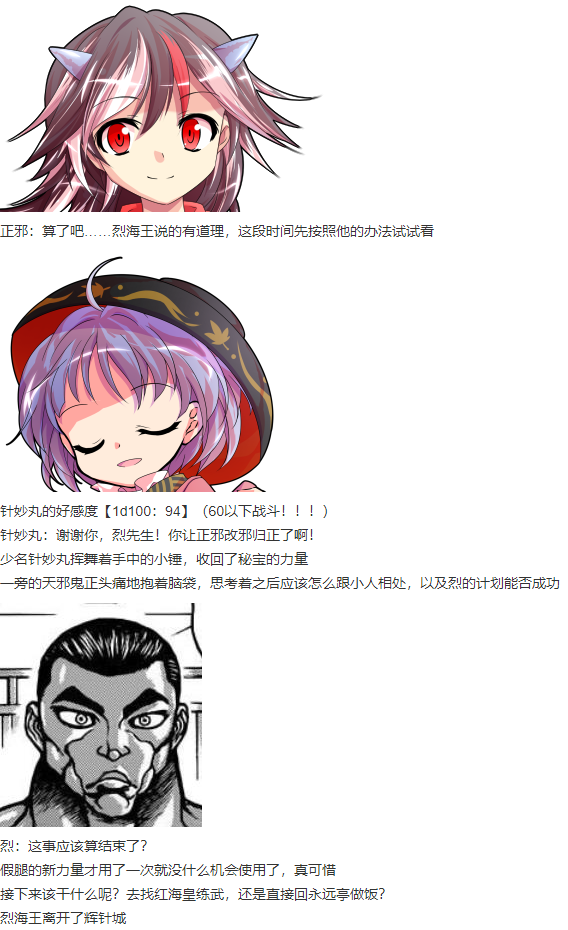 正邪：算了吧……烈海王说的有道理，这段时间先按照他的办法试试看
针妙丸的好感度【1d100：94】（60以下战斗！！！）
针妙丸：谢谢你，烈先生！你让正邪改邪归正了啊！
少名针妙丸挥舞着手中的小锤，收回了秘宝的力量
一旁的天邪鬼正头痛地抱着脑袋，思考着之后应该怎么跟小人相处，以及烈的计划能否成功
烈：这事应该算结束了？
假腿的新力量才用了一次就没什么机会使用了，真可惜
接下来该干什么呢？去找红海皇练武，还是直接回永远亭做饭？
烈海王离开了辉针城